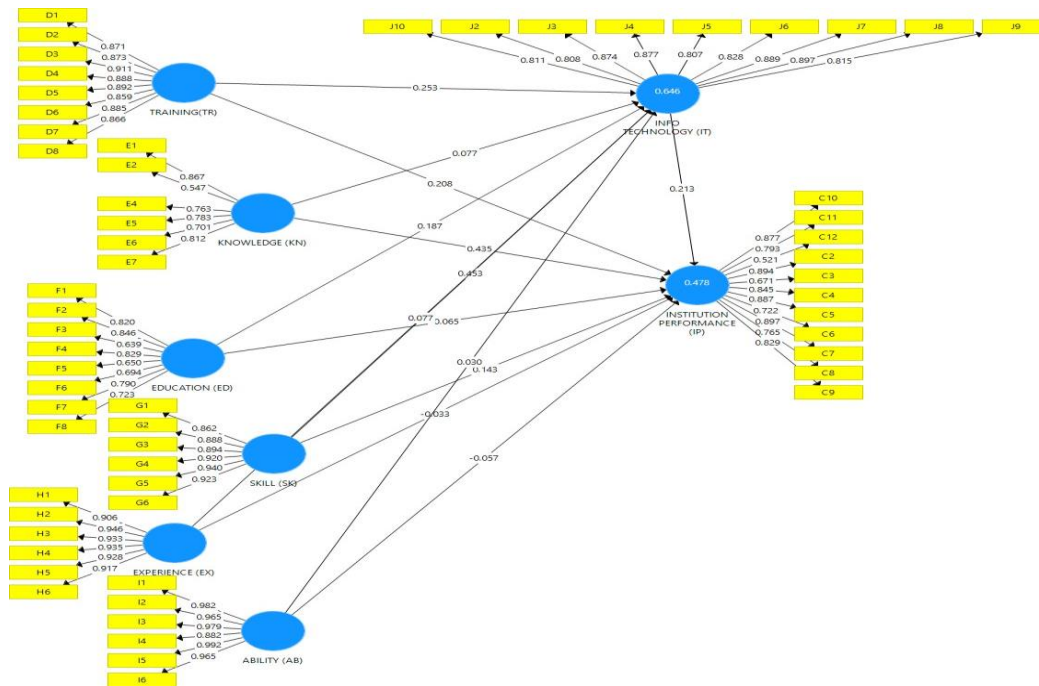 D1
D2
D3
D4
D5
D6
D7
D8
0.871
0.873
0.911
0.888
0.892
0.859
0.885
0.866
TRAINING(TR)
J10
J2
J3
J4
J5
J6
J7
J8
J9
0.811
0.808
0.874
0.877
0.807
0.828
0.889
0.897
0.815
0.646
INFO
TECHNOLOGY (IT)
0.253
E1
E2
E4
E5
E6
E7
0.867
0.547
0.763
0.783
0.701
0.812
KNOWLEDGE (KN)
0.077
0.208
0.213
0.187
0.435
0.453
C10
C11
C12
C2
C3
C4
C5
C6
C7
C8
C9
0.877
0.793
0.521
0.894
0.671
0.845
0.887
0.722
0.897
0.765
0.829
0.478
INSTITUTION
PERFORMANCE
(IP)
F1
F2
F3
F4
F5
F6
F7
F8
0.820
0.846
0.639
0.829
0.650
0.694
0.790
0.723
EDUCATION (ED)
0.077
0.065
0.030
0.143
-0.033
-0.057
G1
G2
G3
G4
G5
G6
0.862
0.888
0.894
0.920
0.940
0.923
SKILL (SK)
H1
H2
H3
H4
H5
H6
0.906
0.946
0.933
0.935
0.928
0.917
EXPERIENCE (EX)
I1
I2
I3
I4
I5
I6
0.982
0.965
0.979
0.882
0.992
0.965
ABILITY (AB)